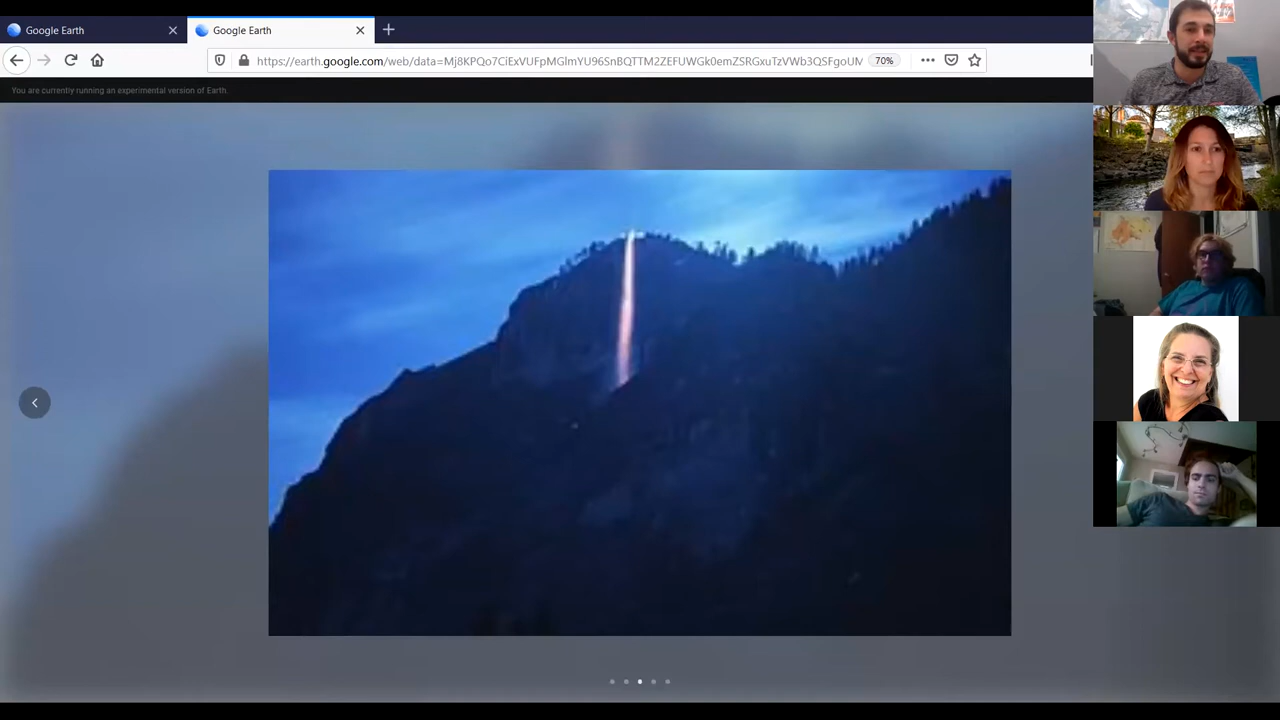 Google Earth
Google Earth
https://earth.google.com/web/data=Mj8KPQo7CiExVUFpMGlmYU96SnBQTTM2ZEFUWGk0emZSRGxuTzVWb3QSFgoUM
70%
You are currently running an experimental version of Earth.